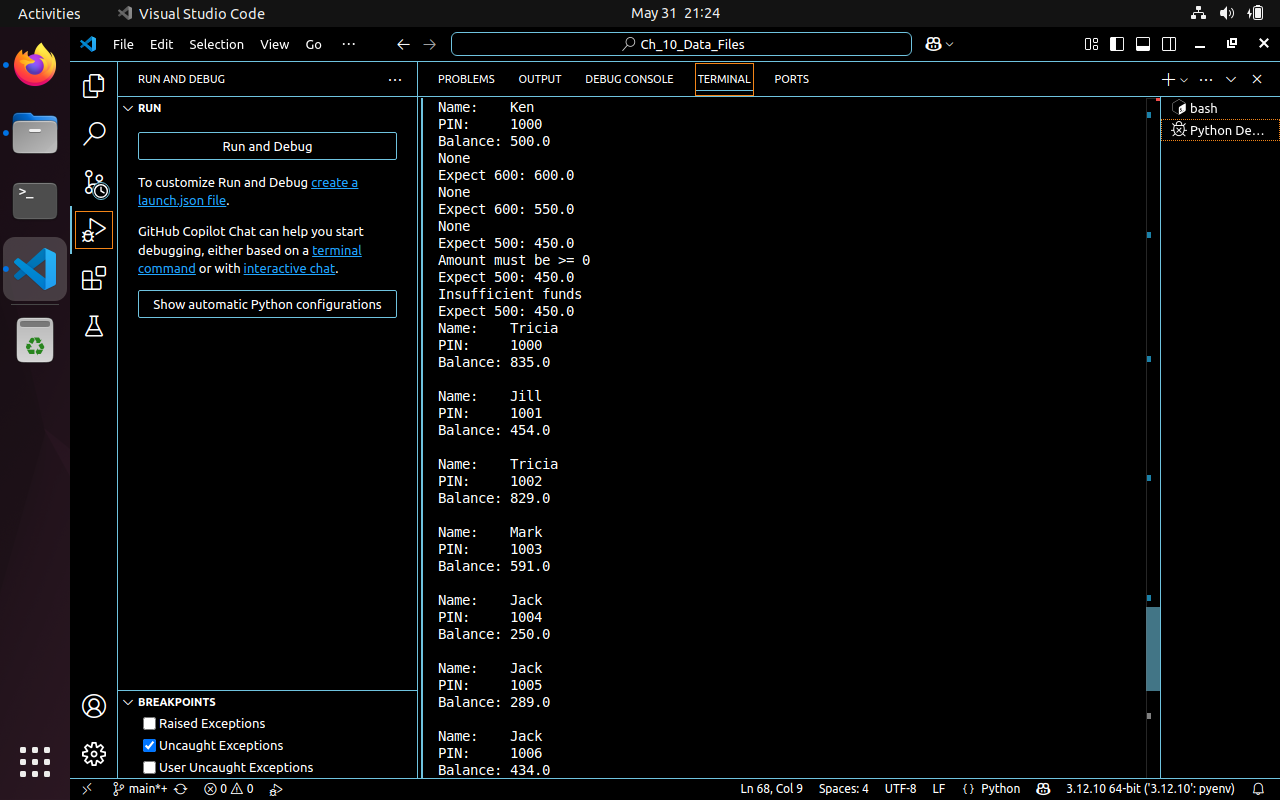 Activities
Visual Studio Code
May 31 21:24
File
Edit
Selection
View
Go
Ch_10_Data_Files
RUN AND DEBUG
PROBLEMS
OUTPUT
DEBUG CONSOLE
TERMINAL
PORTS
RUN
Run and Debug
To customize Run and Debug create a
launch.json file.
GitHub Copilot Chat can help you start
debugging, either based on a terminal
command or with interactive chat.
Show automatic Python configurations
BREAKPOINTS
Raised Exceptions
Uncaught Exceptions
User Uncaught Exceptions
Name: Ken
PIN: 1000
Balance: 500.0
None
Expect 600: 600.0
None
Expect 600: 550.0
None
Expect 500: 450.0
Amount must be >= 0
Expect 500: 450.0
Insufficient funds
Expect 500: 450.0
Name: Tricia
PIN: 1000
Balance: 835.0
Name: Jill
PIN: 1001
Balance: 454.0
Name: Tricia
PIN: 1002
Balance: 829.0
Name: Mark
PIN: 1003
Balance: 591.0
Name: Jack
PIN: 1004
Balance: 250.0
Name: Jack
PIN: 1005
Balance: 289.0
Name: Jack
PIN: 1006
Balance: 434.0
bash
Python De...
main*+
0
0
Ln 68, Col 9
Spaces: 4
UTF-8
LF
{ } Python
3.12.10 64-bit ('3.12.10': pyenv)